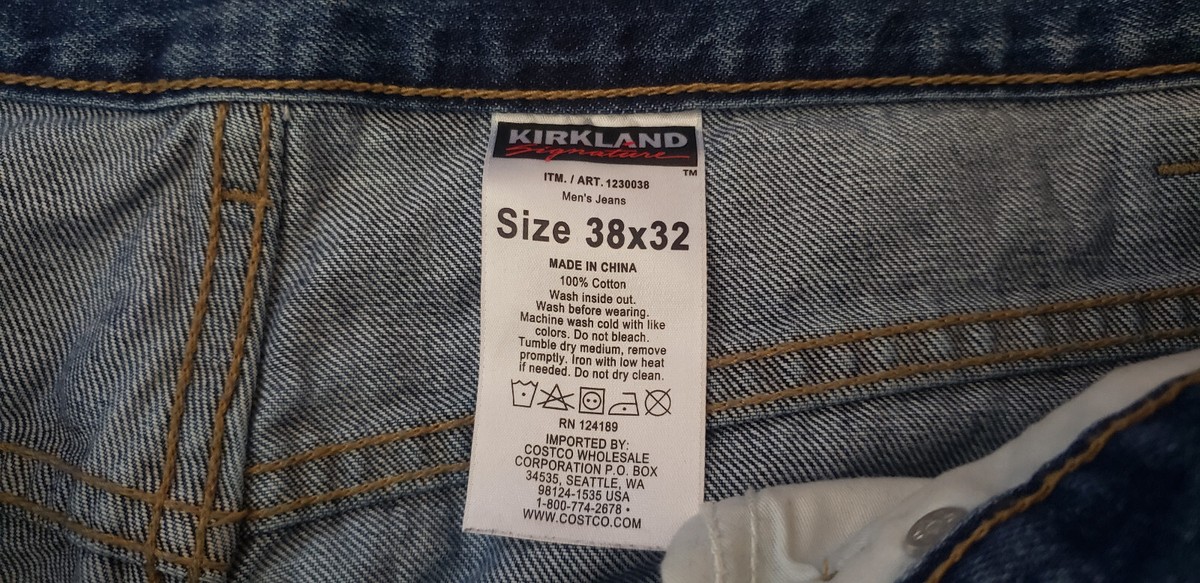 KIRKLAND
Signature
TM
ITM. / ART. 1230038
Men's Jeans
Size 38x32
MADE IN CHINA
100% Cotton
Wash inside out.
Wash before wearing.
Machine wash cold with like
colors. Do not bleach.
Tumble dry medium, remove
promptly. Iron with low heat
if needed. Do not dry clean.
RN 124189
IMPORTED BY:
COSTCO WHOLESALE
CORPORATION P.O. BOX
34535, SEATTLE, WA
98124-1535 USA
1-800-774-2678 •
WWW.COSTCO.COM